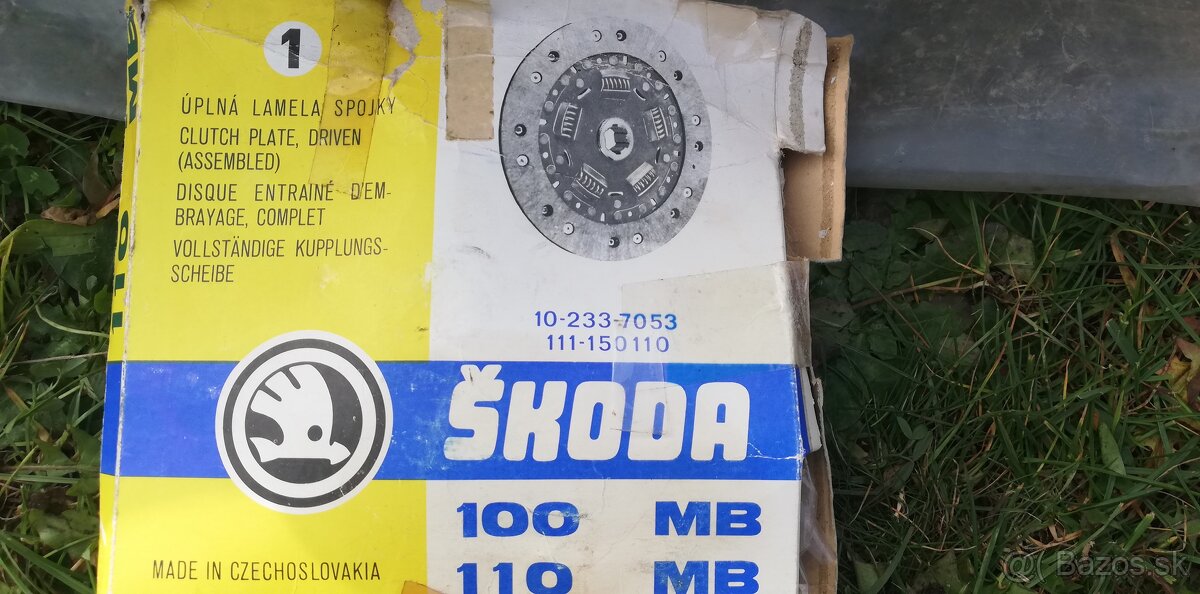 1
ÚPLNÁ LAMELA SPOJKY
CLUTCH PLATE, DRIVEN
(ASSEMBLED)
DISQUE ENTRAINÉ D'EM-
BRAYAGE, COMPLET
VOLLSTÄNDIGE KUPPLUNGS-
SCHEIBE
10-233-7053
111-150110
ŠKODA
100 MB
110 MB
MADE IN CZECHOSLOVAKIA
110
Bazos.sk